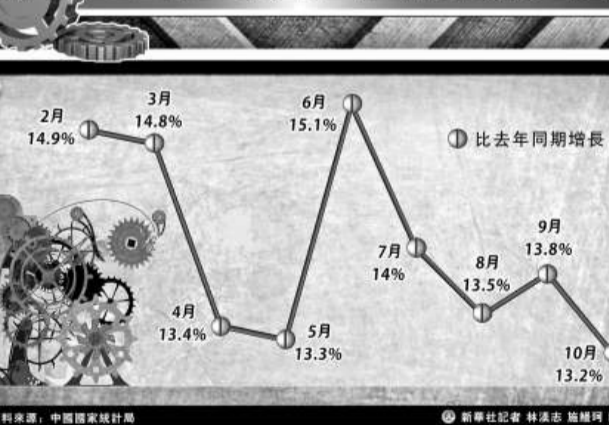 2月
14.9%
3月
14.8%
6月
15.1%
比去年同期增長
4月
13.4%
5月
13.3%
7月
14%
8月
13.5%
9月
13.8%
10月
13.2%
料來源：中國國家統計局
新華社記者 林漢志 施鰻珂